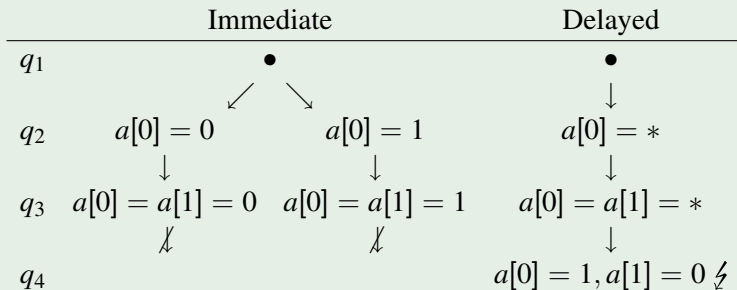 Immediate Delayed
q₁ • •
↙ ↘ ↓
q₂ a[0] = 0 a[0] = 1 a[0] = ∗
↓ ↓ ↓
q₃ a[0] = a[1] = 0 a[0] = a[1] = 1 a[0] = a[1] = ∗
↓̸ ↓̸ ↓
q₄ a[0] = 1, a[1] = 0 ↯